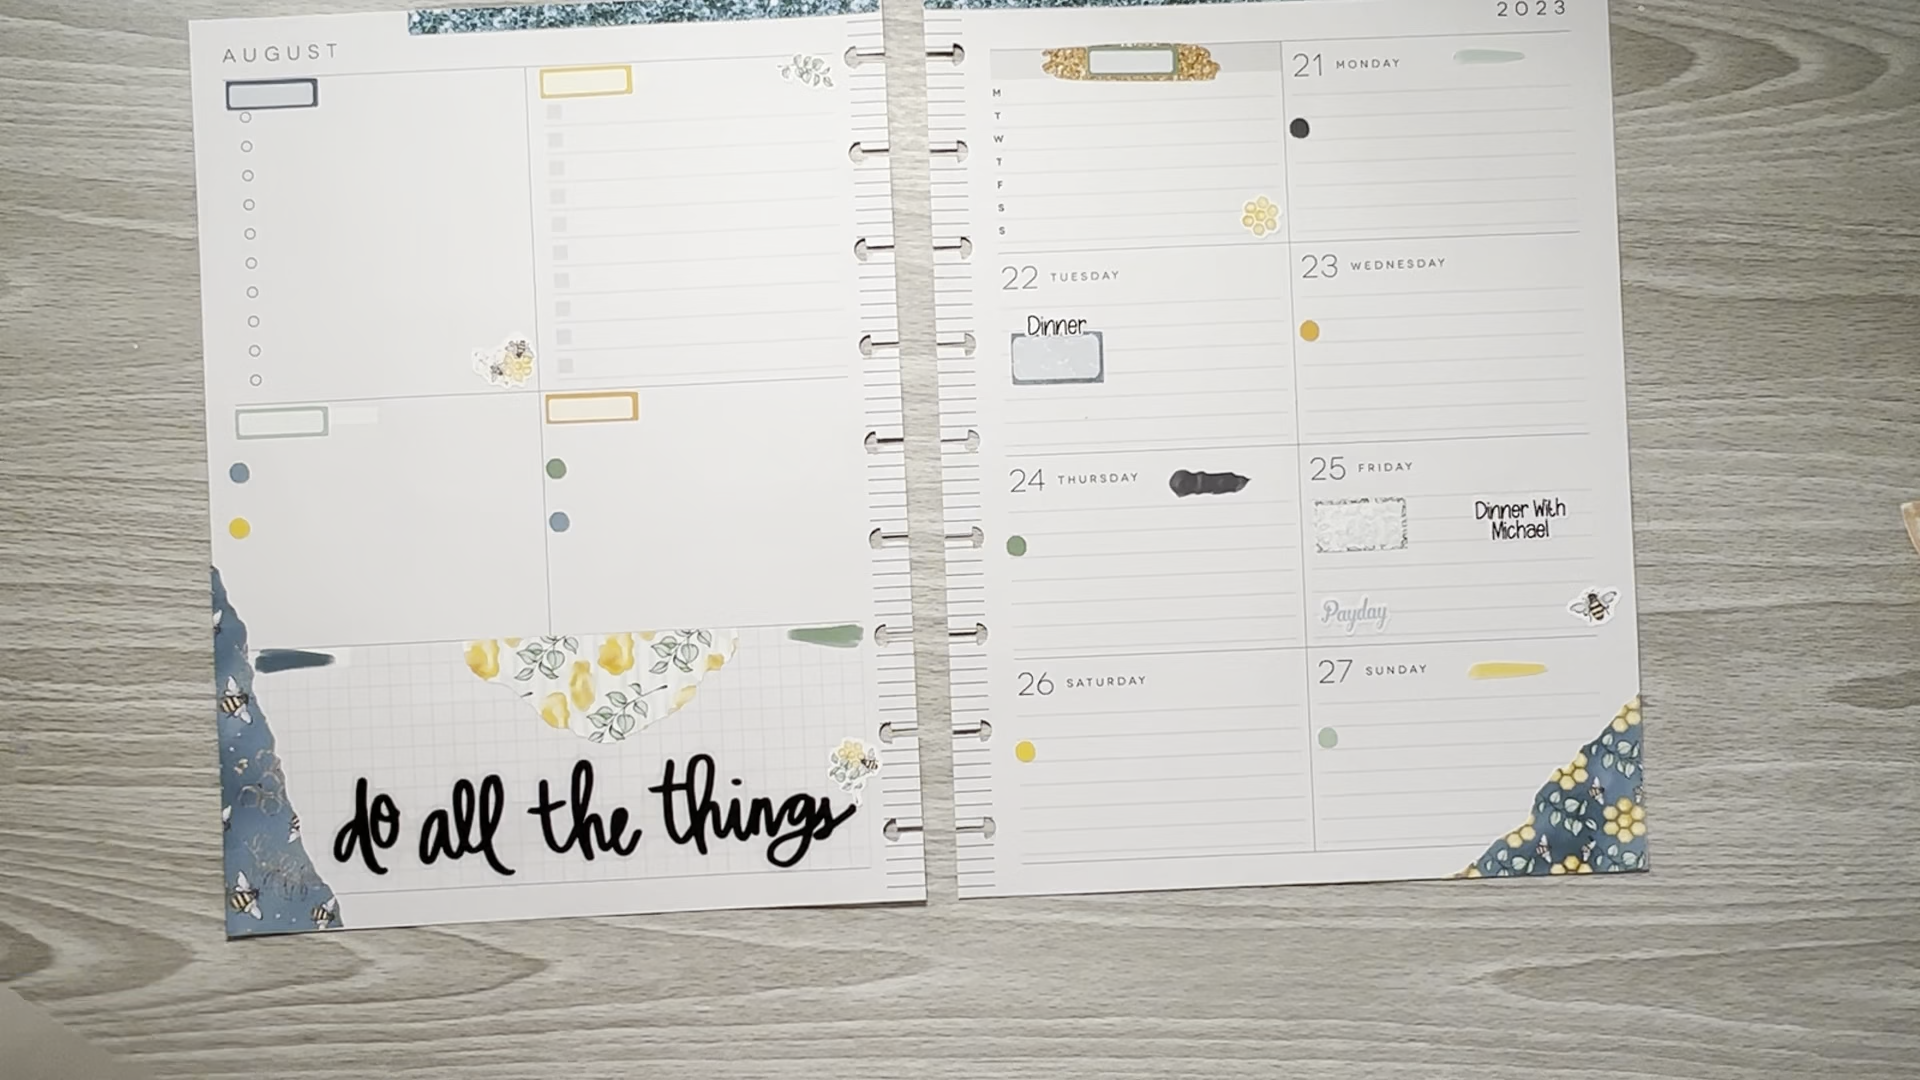 AUGUST
do all the things
2023
M
T
W
T
F
S
S
21 MONDAY
22 TUESDAY
Dinner
23 WEDNESDAY
24 THURSDAY
25 FRIDAY
Dinner With
Michael
Payday
26 SATURDAY
27 SUNDAY